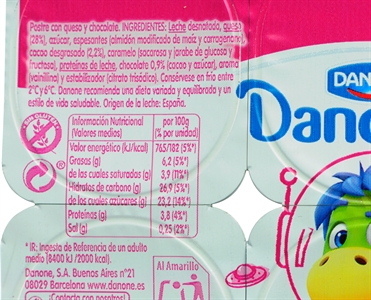 Postre con queso y chocolate. INGREDIENTES: Leche desnatada, queso
(28%), azúcar, espesantes (almidón modificado de maíz y carragenano),
cacao desgrasado (2,2%), caramelo (sacarosa y jarabe de glucosa y
fructosa), proteínas de leche, chocolate 0,9% (cacao y azúcar), aroma
(vainillina) y estabilizador (citrato trisódico). Consérvese en frío entre
2°C y 6°C. Danone recomienda una dieta variada y equilibrada y un
estilo de vida saludable. Origen de la leche: España.
SIN GLUTEN
Información Nutricional por 100g
(Valores medios) (% por unidad)
Valor energético (kJ/kcal) 765/182 (5%)
Grasas (g) 6,2 (5%*)
de las cuales saturadas (g) 3,9 (11%*)
Hidratos de carbono (g) 26,9 (5%*)
de los cuales azúcares (g) 23,2 (14%*)
Proteínas (g) 3,8 (4%*)
Sal (g) 0,25 (2%*)
* IR: Ingesta de Referencia de un adulto
medio (8400 kJ /2000 kcal).
Danone, S.A. Buenos Aires nº21
08029 Barcelona www.danone.es
¡Contacta con nosotros!
Al Amarillo
DAN
Dano